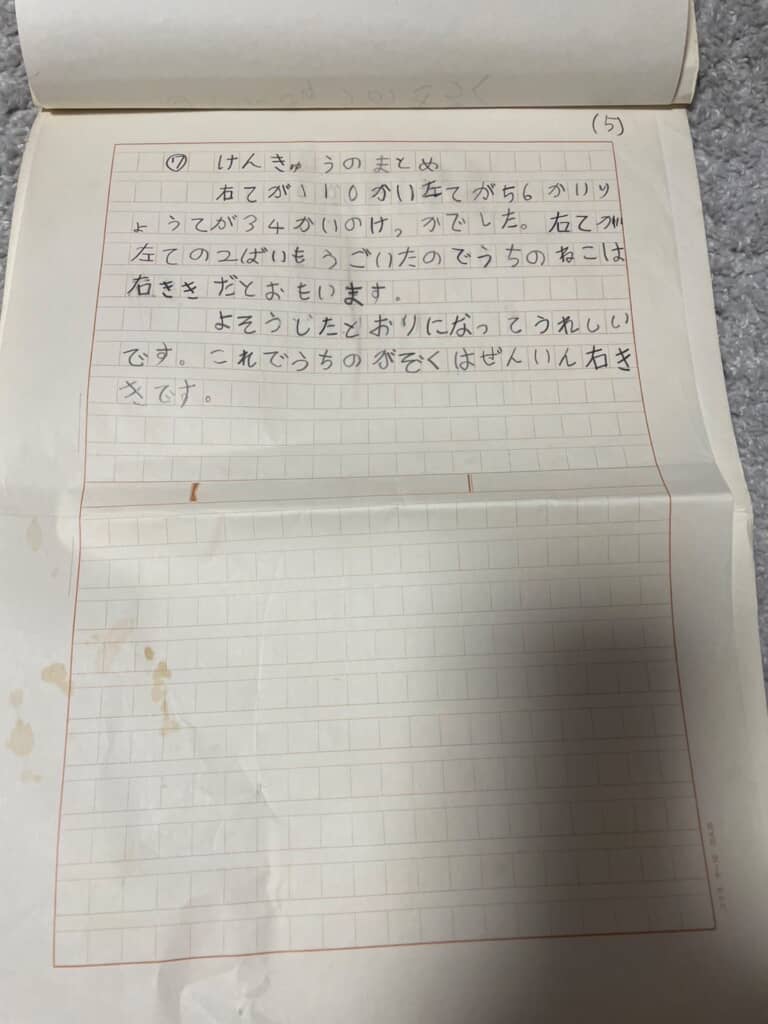 (5)
⑦ けんきゅうのまとめ
右てが110かい左てが56かいり
ょうてが34かいのけっかでした。右てが
左ての2ばいもうごいたのでうちのねこは
右ききだとおもいます。
よそうしたとおりになってうれしい
です。これでうちのかぞくはぜんいん右き
きです。